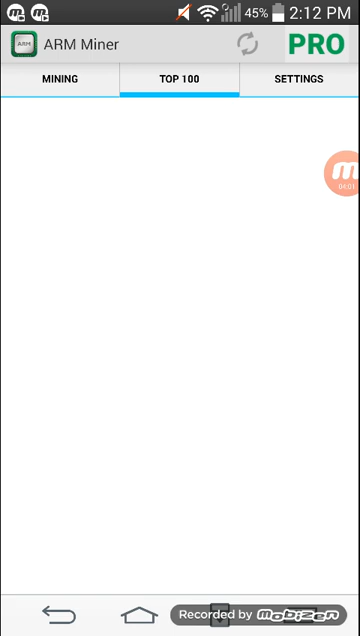 45% 2:12 PM
ARM ARM Miner PRO
MINING TOP 100 SETTINGS
04:01
Recorded by mobizen